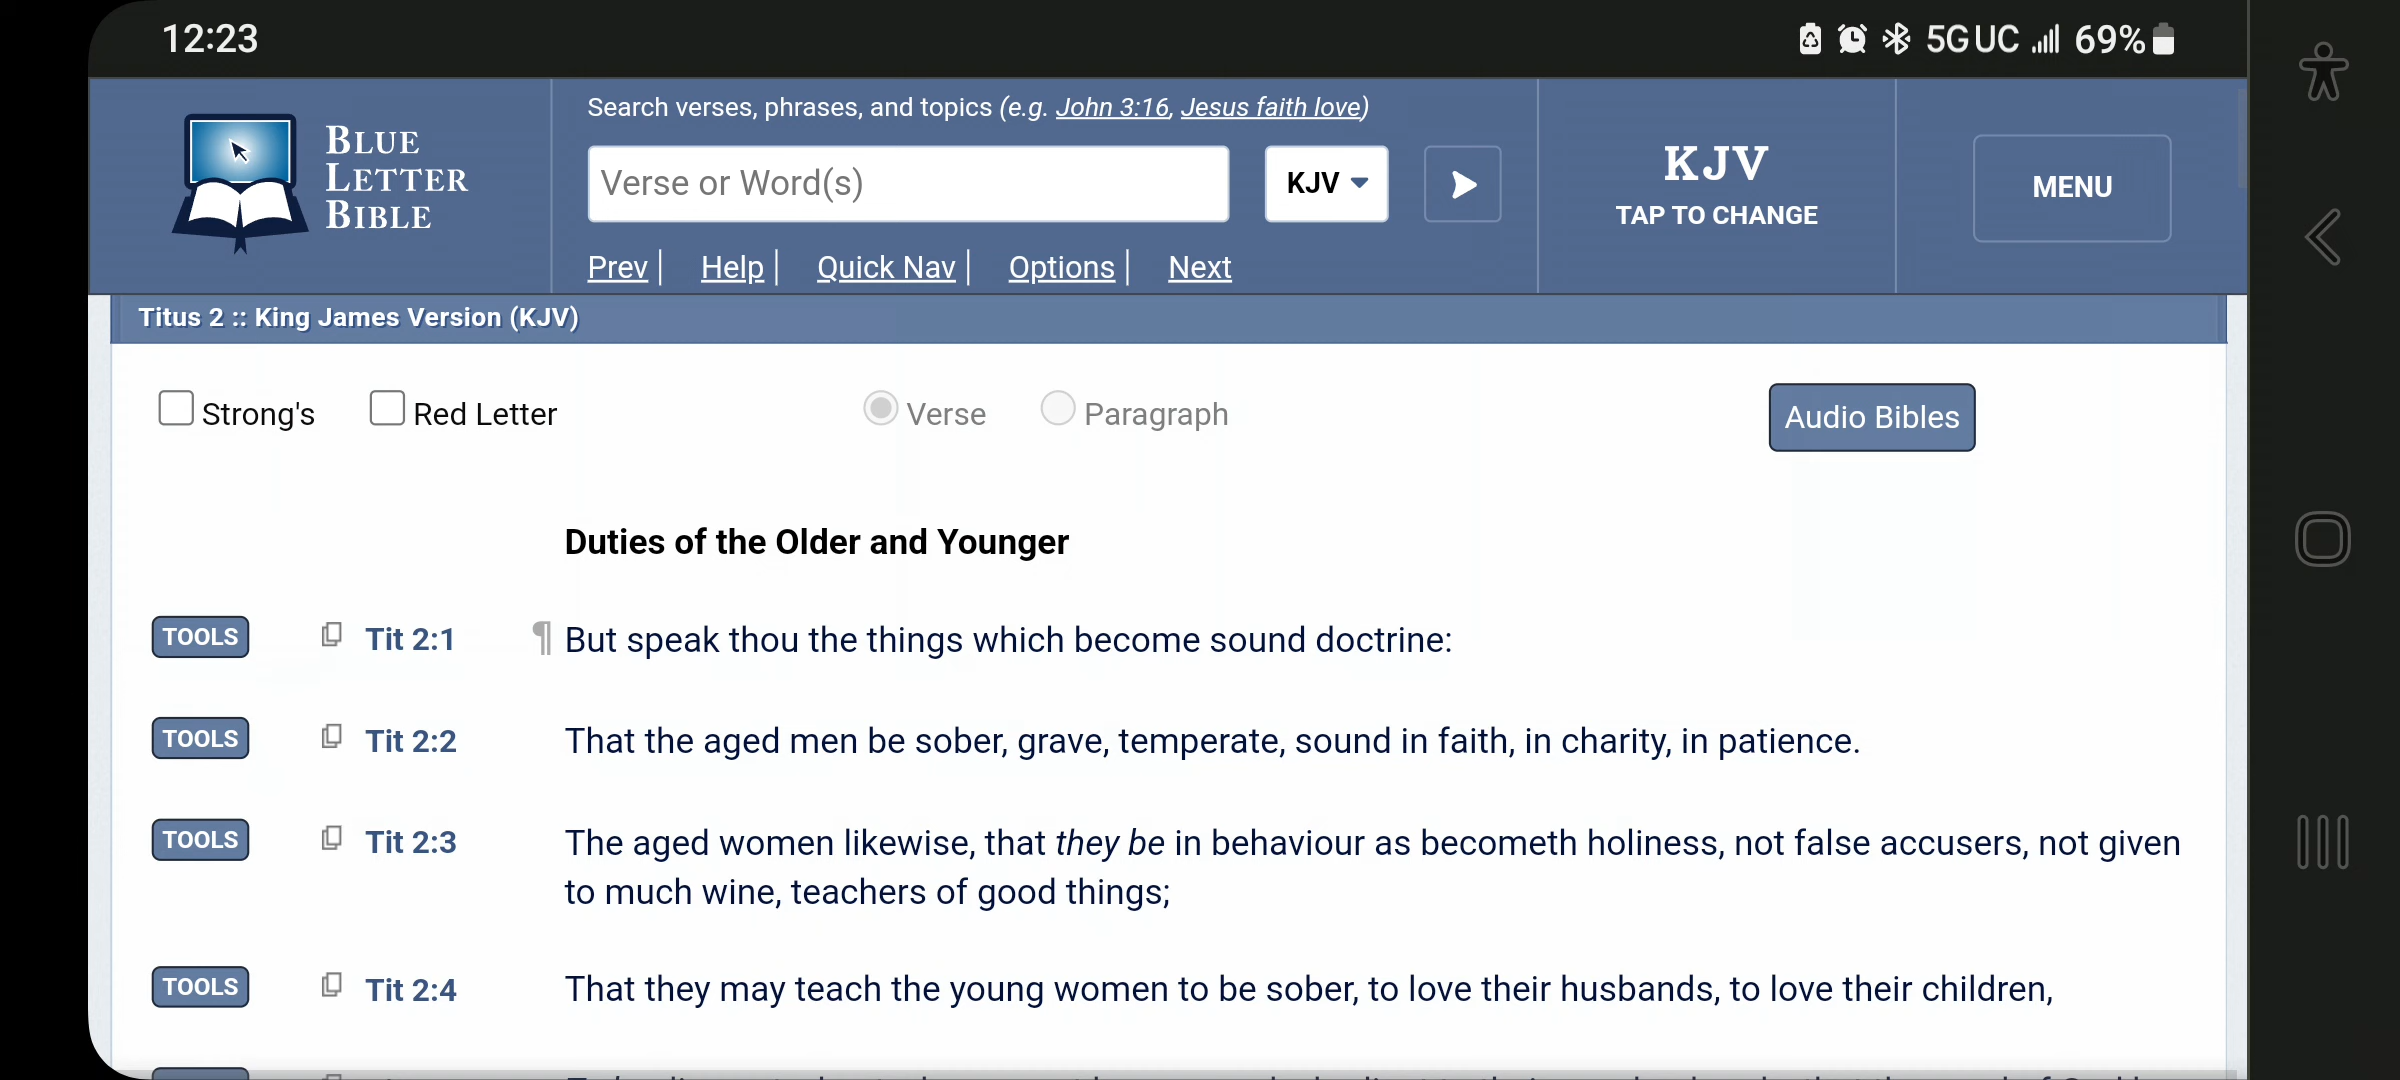 12:23
5G UC 69%
BLUE
LETTER
BIBLE
Search verses, phrases, and topics (e.g. John 3:16, Jesus faith love)
Verse or Word(s)
KJV
KJV
TAP TO CHANGE
MENU
Prev | Help | Quick Nav | Options | Next
Titus 2 :: King James Version (KJV)
Strong's Red Letter Verse Paragraph Audio Bibles
Duties of the Older and Younger
TOOLS Tit 2:1 ¶ But speak thou the things which become sound doctrine:
TOOLS Tit 2:2 That the aged men be sober, grave, temperate, sound in faith, in charity, in patience.
TOOLS Tit 2:3 The aged women likewise, that they be in behaviour as becometh holiness, not false accusers, not given
to much wine, teachers of good things;
TOOLS Tit 2:4 That they may teach the young women to be sober, to love their husbands, to love their children,